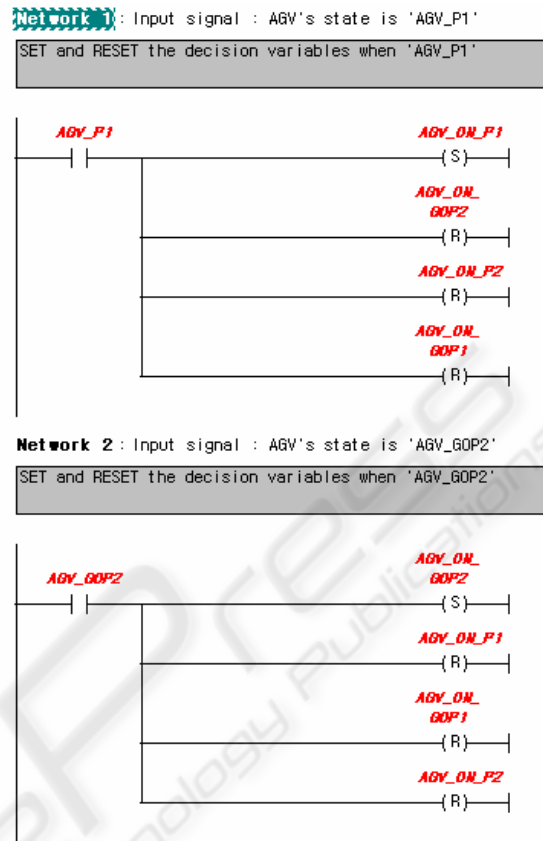 Network 1: Input signal : AGV's state is 'AGV_P1'
SET and RESET the decision variables when 'AGV_P1'
AGV_P1
AGV_ON_P1
(S)
AGV_ON_
GOP2
(R)
AGV_ON_P2
(R)
AGV_ON_
GOP1
(R)
Network 2: Input signal : AGV's state is 'AGV_GOP2'
SET and RESET the decision variables when 'AGV_GOP2'
AGV_GOP2
AGV_ON_
GOP2
(S)
AGV_ON_P1
(R)
AGV_ON_
GOP1
(R)
AGV_ON_P2
(R)